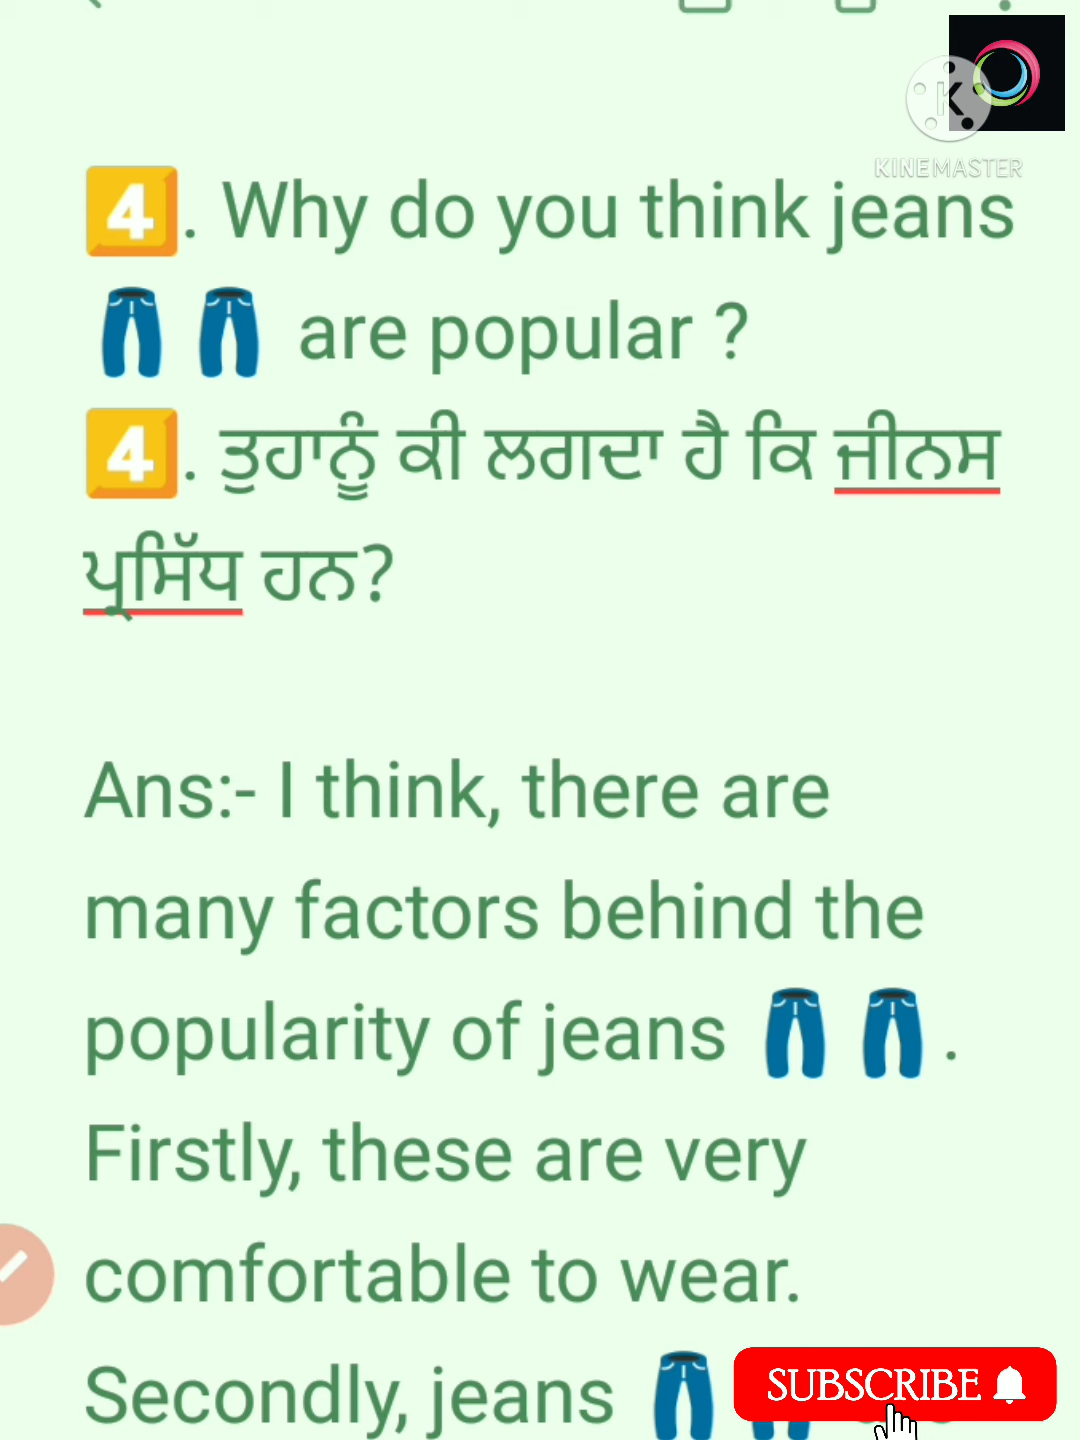 KINEMASTER
4. Why do you think jeans
👖 👖 are popular ?
4. ਤੁਹਾਨੂੰ ਕੀ ਲਗਦਾ ਹੈ ਕਿ ਜੀਨਸ
ਪ੍ਰਸਿੱਧ ਹਨ?
Ans:- I think, there are
many factors behind the
popularity of jeans 👖 👖 .
Firstly, these are very
comfortable to wear.
Secondly, jeans 👖 👖
SUBSCRIBE